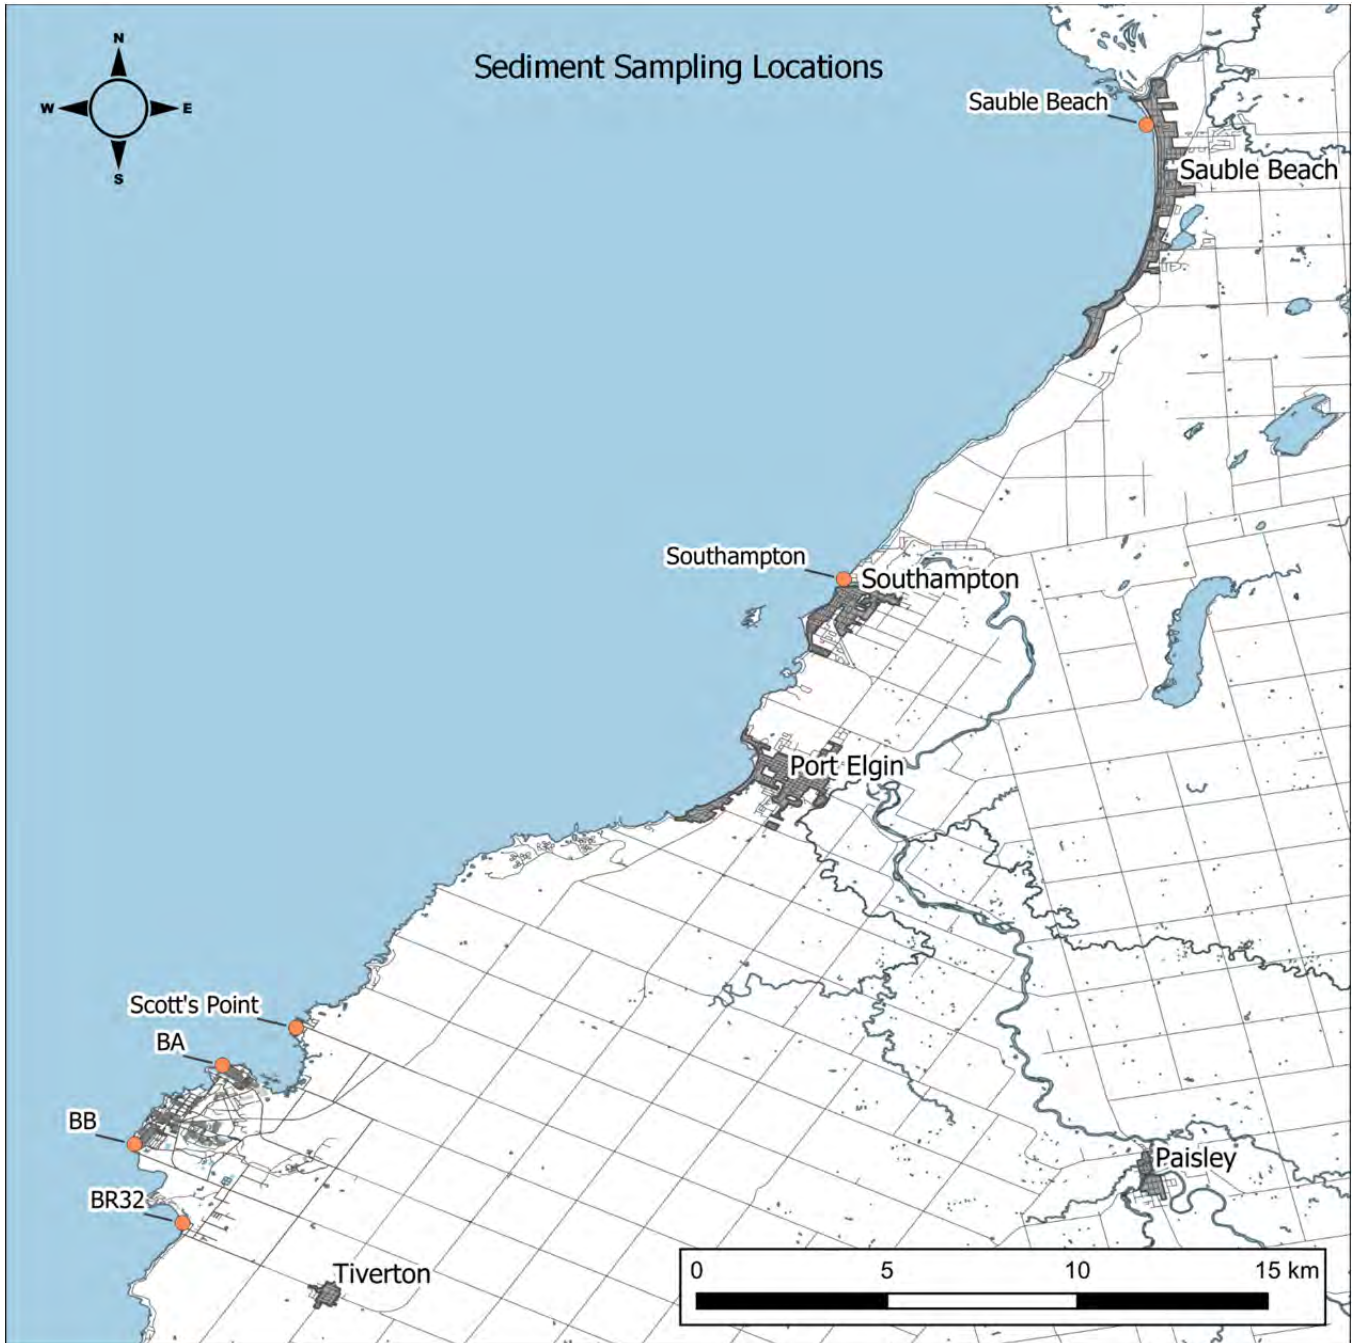 N
Sediment Sampling Locations
W
E
S
Sauble Beach
Sauble Beach
Southampton
Southampton
Port Elgin
Scott's Point
BA
BB
Paisley
BR32
Tiverton
0 5 10 15 km